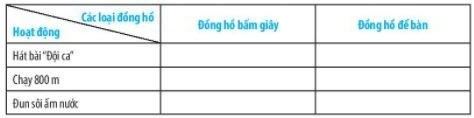 Các loại đồng hồ
Hoạt động
Đồng hồ bấm giây
Đồng hồ để bàn
Hát bài "Đội ca"
Chạy 800 m
Đun sôi ấm nước